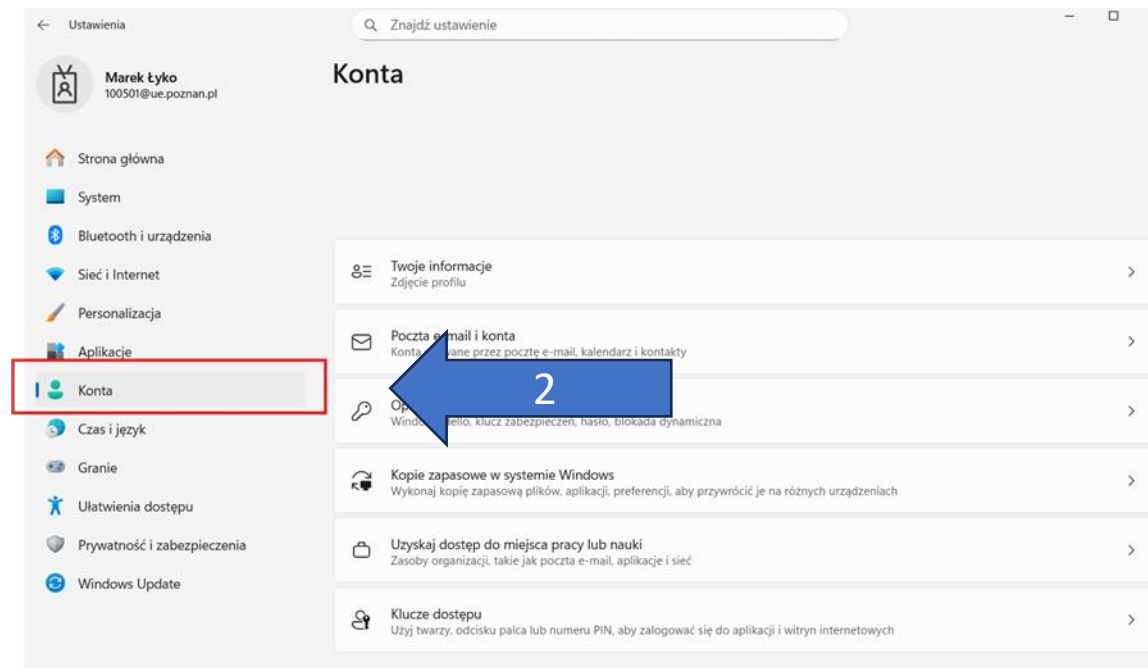 Ustawienia
Znajdź ustawienie
Marek Łyko
100501@ue.poznan.pl
Strona główna
System
Bluetooth i urządzenia
Sieć i Internet
Personalizacja
Aplikacje
Konta
Czas i język
Granie
Ułatwienia dostępu
Prywatność i zabezpieczenia
Windows Update
Konta
Twoje informacje
Zdjęcie profilu
Poczta e-mail i konta
Konta przez pocztę e-mail, kalendarz i kontakty
2
klucz zabezpieczeń, hasło, blokada dynamiczna
Kopie zapasowe w systemie Windows
Wykonaj kopię zapasową plików, aplikacji, preferencji, aby przywrócić je na różnych urządzeniach
Uzyskaj dostęp do miejsca pracy lub nauki
Zasoby organizacji, takie jak poczta e-mail, aplikacje i sieć
Klucze dostępu
Użyj twarzy, odcisku palca lub numeru PIN, aby zalogować się do aplikacji i witryn internetowych